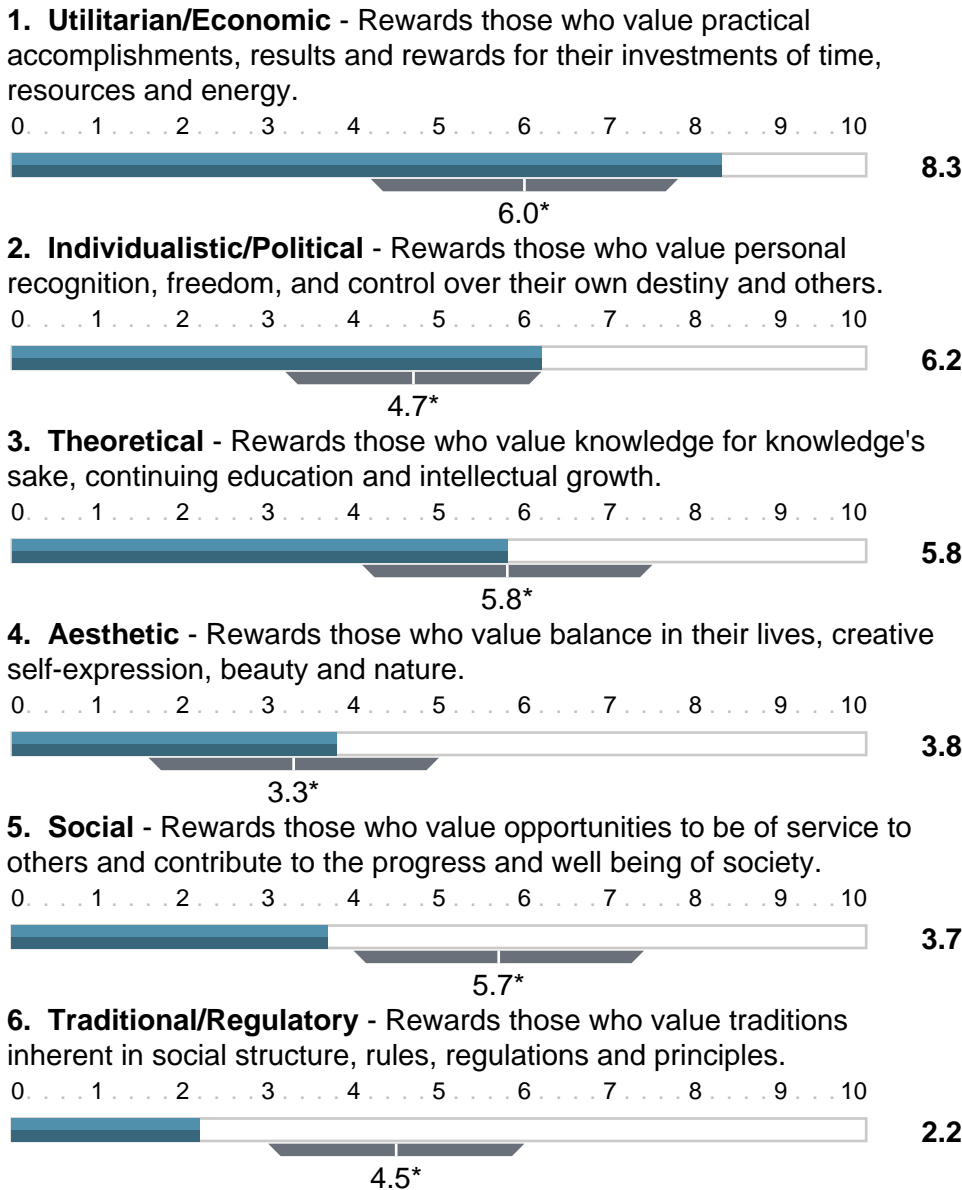 1. Utilitarian/Economic - Rewards those who value practical
accomplishments, results and rewards for their investments of time,
resources and energy.
0. . . . 1 . . . . 2 . . . . 3 . . . . 4 . . . . 5 . . . . 6 . . . . 7 . . . . 8 . . . . 9 . . . 10
8.3
6.0*
2. Individualistic/Political - Rewards those who value personal
recognition, freedom, and control over their own destiny and others.
0. . . . 1 . . . . 2 . . . . 3 . . . . 4 . . . . 5 . . . . 6 . . . . 7 . . . . 8 . . . . 9 . . . 10
6.2
4.7*
3. Theoretical - Rewards those who value knowledge for knowledge's
sake, continuing education and intellectual growth.
0. . . . 1 . . . . 2 . . . . 3 . . . . 4 . . . . 5 . . . . 6 . . . . 7 . . . . 8 . . . . 9 . . . 10
5.8
5.8*
4. Aesthetic - Rewards those who value balance in their lives, creative
self-expression, beauty and nature.
0. . . . 1 . . . . 2 . . . . 3 . . . . 4 . . . . 5 . . . . 6 . . . . 7 . . . . 8 . . . . 9 . . . 10
3.8
3.3*
5. Social - Rewards those who value opportunities to be of service to
others and contribute to the progress and well being of society.
0. . . . 1 . . . . 2 . . . . 3 . . . . 4 . . . . 5 . . . . 6 . . . . 7 . . . . 8 . . . . 9 . . . 10
3.7
5.7*
6. Traditional/Regulatory - Rewards those who value traditions
inherent in social structure, rules, regulations and principles.
0. . . . 1 . . . . 2 . . . . 3 . . . . 4 . . . . 5 . . . . 6 . . . . 7 . . . . 8 . . . . 9 . . . 10
2.2
4.5*